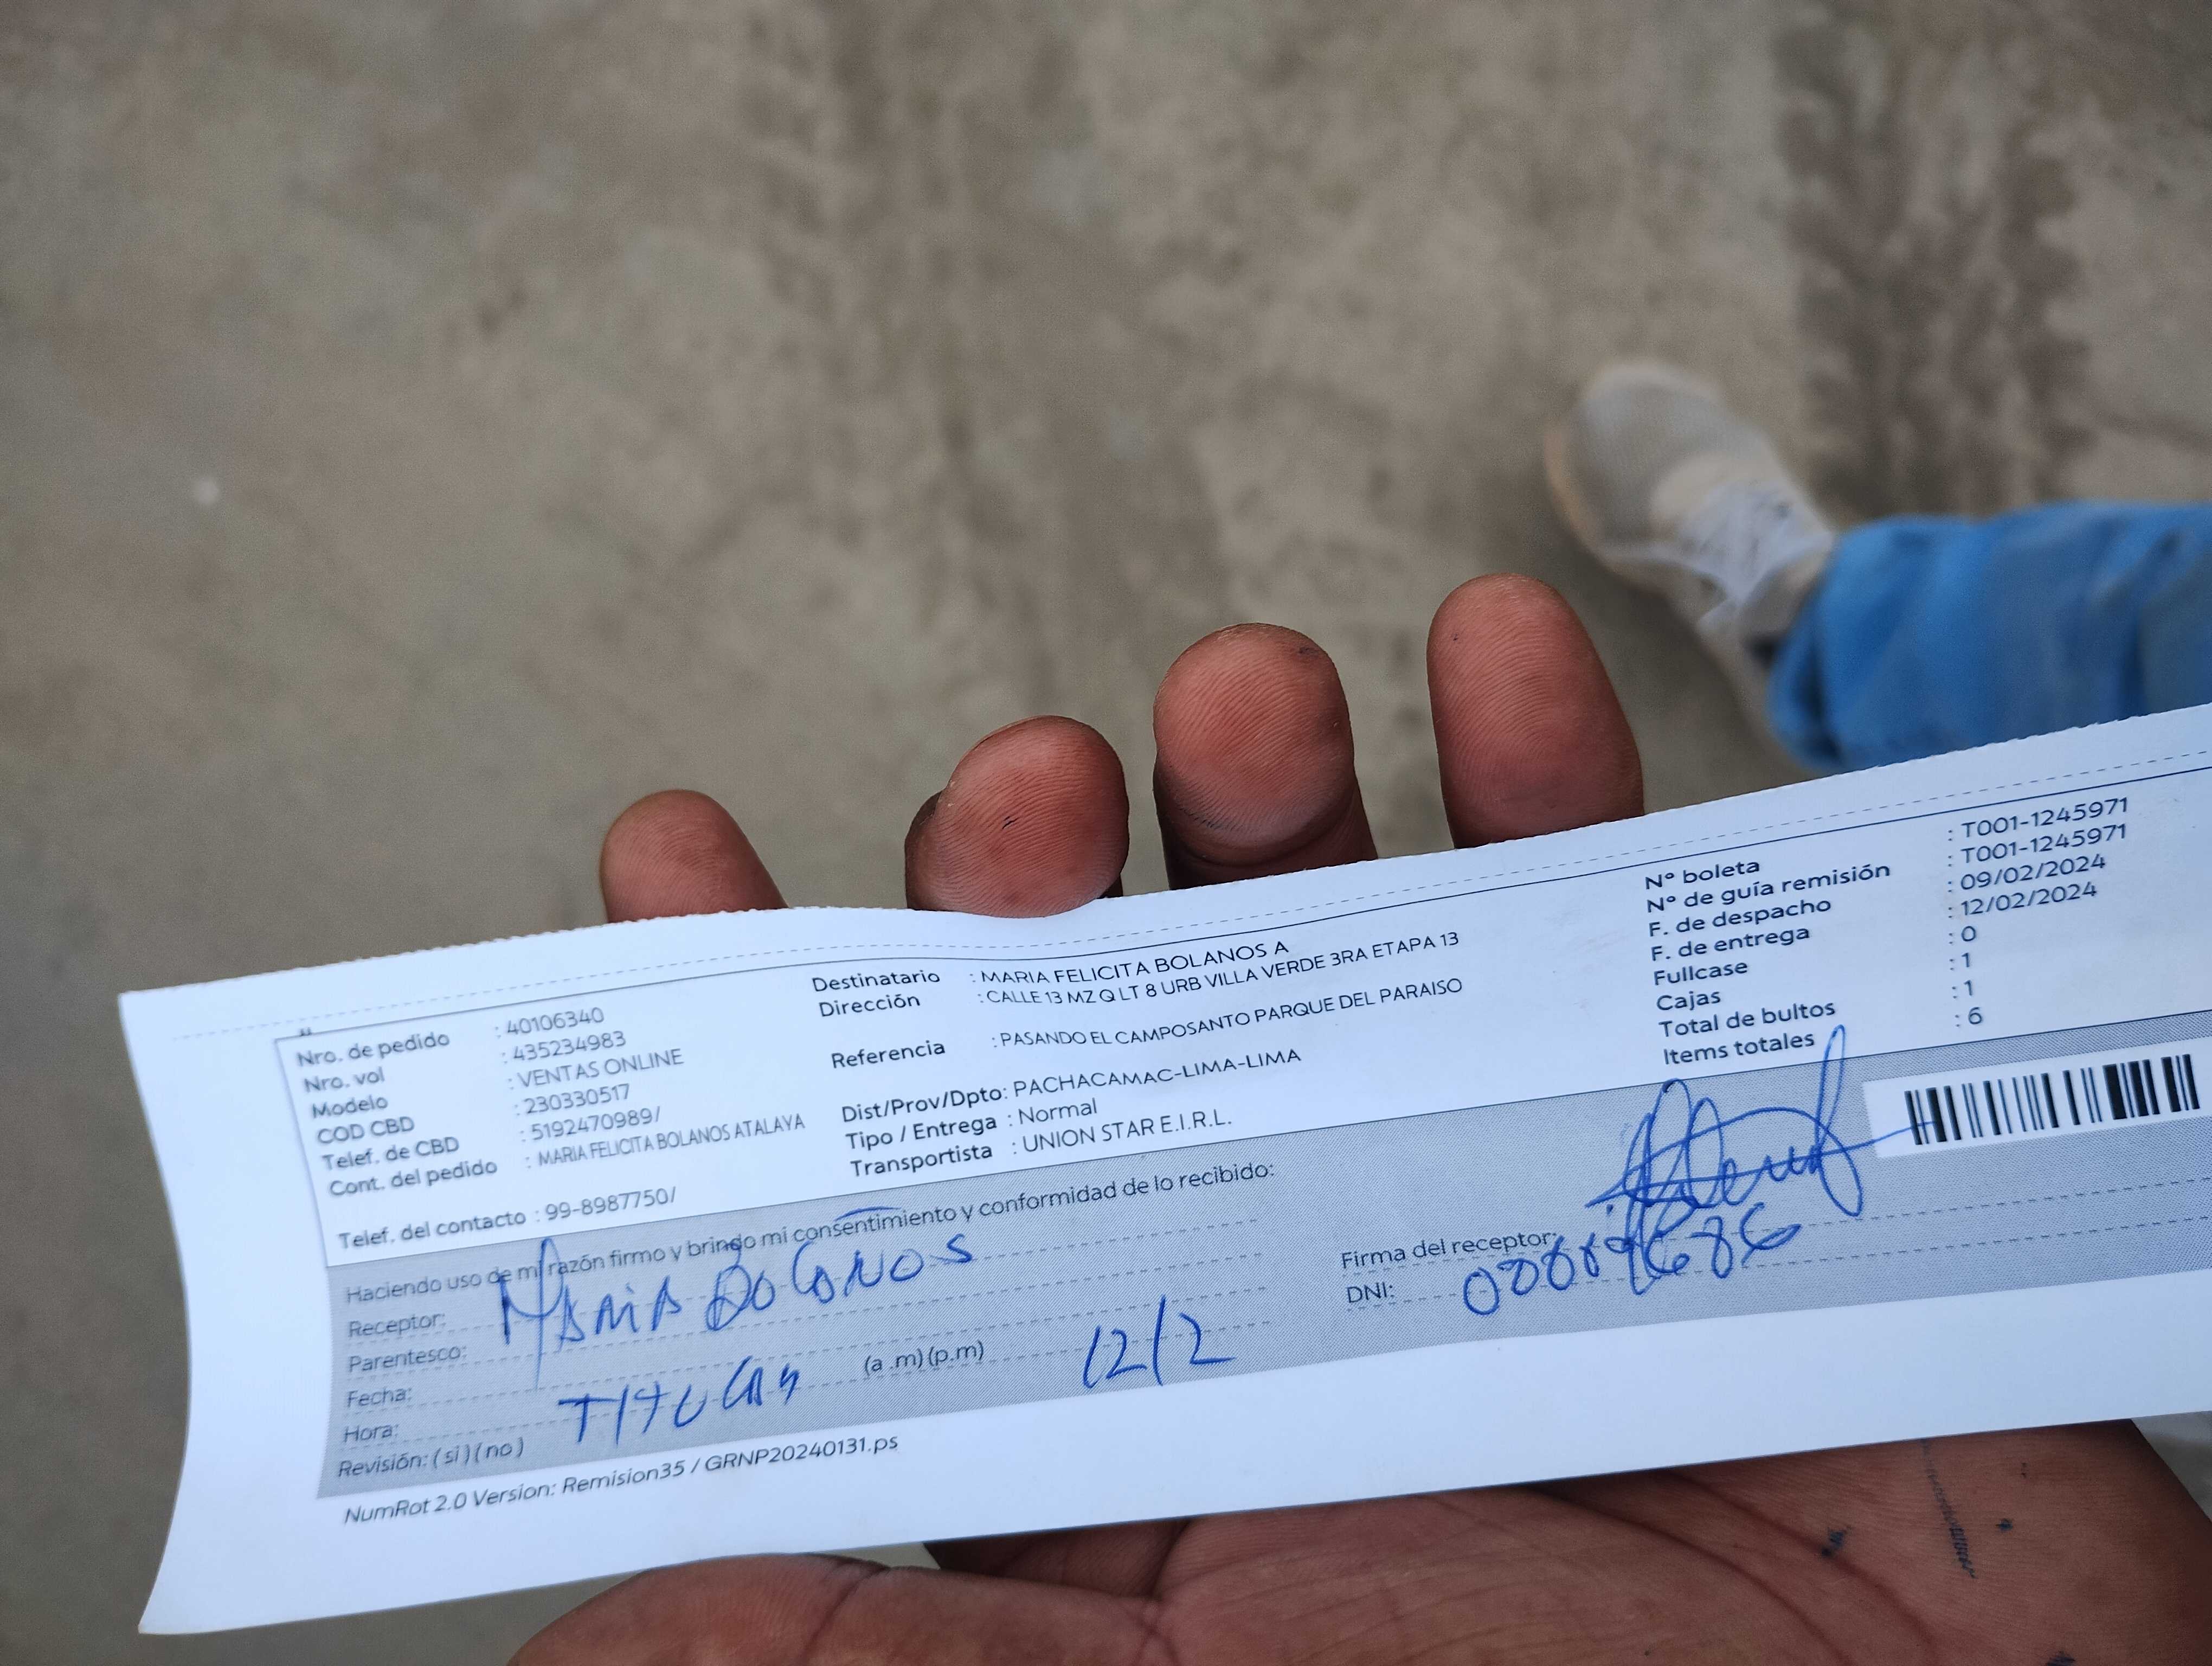 Nro. de pedido : 40106340
Nro. vol : 435234983
Modelo : VENTAS ONLINE
COD CBD : 230330517
Telef. de CBD : 5192470989/
Cont. del pedido : MARIA FELICITA BOLANOS ATALAYA
Telef. del contacto : 99-8987750/
Destinatario : MARIA FELICITA BOLANOS A
Dirección : CALLE 13 MZ Q LT 8 URB VILLA VERDE 3RA ETAPA 13
Referencia : PASANDO EL CAMPOSANTO PARQUE DEL PARAISO
Dist/Prov/Dpto: PACHACAMAC-LIMA-LIMA
Tipo / Entrega : Normal
Transportista : UNION STAR E.I.R.L.
Nº boleta : T001-1245971
Nº de guía remisión : T001-1245971
F. de despacho : 09/02/2024
F. de entrega : 12/02/2024
Fullcase : 0
Cajas : 1
Total de bultos : 1
Items totales : 6
Haciendo uso de mi razón firmo y brindo mi consentimiento y conformidad de lo recibido:
Receptor: MARIA BOLANOS
Parentesco:
Fecha: 12/2
Hora: (a .m) (p.m)
Revisión: ( si ) ( no )
Firma del receptor:
DNI:
NumRot 2.0 Version: Remision35 / GRNP20240131.ps